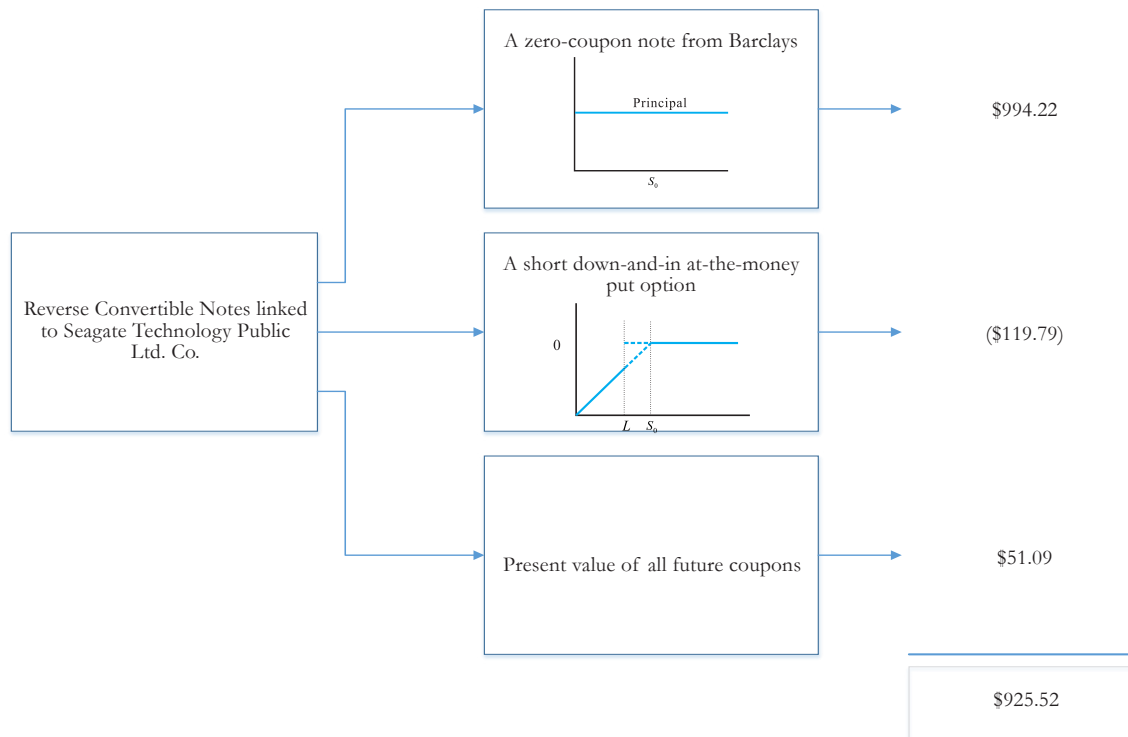 A zero-coupon note from Barclays
Principal
S₀
$994.22
Reverse Convertible Notes linked
to Seagate Technology Public
Ltd. Co.
A short down-and-in at-the-money
put option
0
L S₀
($119.79)
Present value of all future coupons
$51.09
$925.52